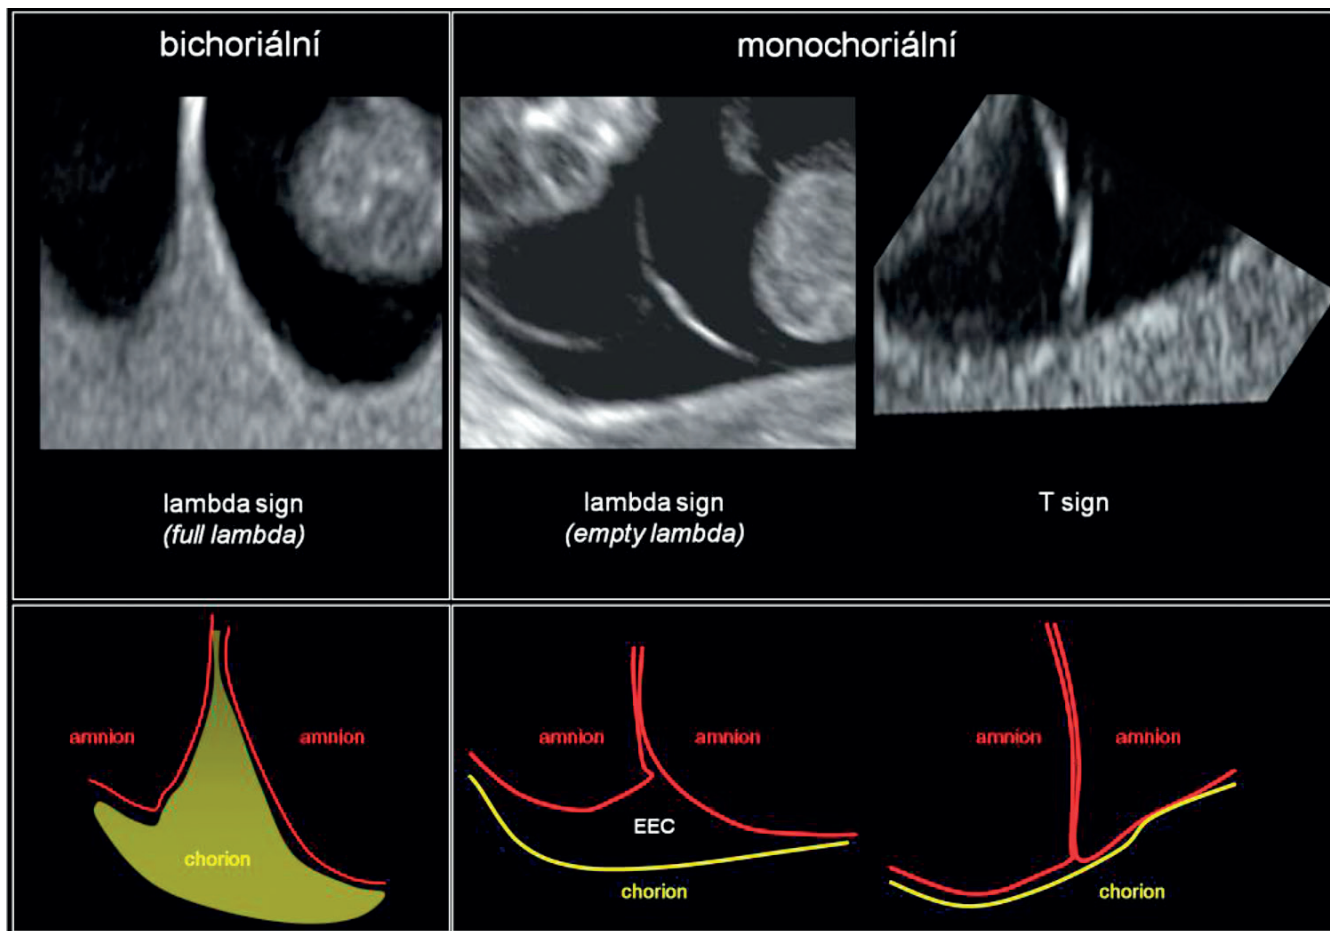 bichoriální
monochoriální
lambda sign
(full lambda)
lambda sign
(empty lambda)
T sign
amnion
amnion
chorion
amnion
amnion
EEC
chorion
amnion
amnion
chorion